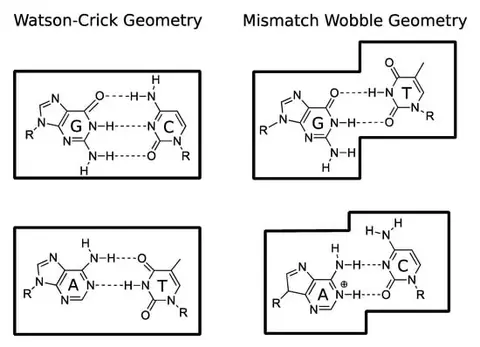 Watson-Crick Geometry
Mismatch Wobble Geometry
H
N O H-N
N G N-H N C
R N N N
N-H O R
H
O
N O H-N T
N G N-H O N
R N N R
N-H
H
H
N N-H O
A N H-N T
R N N N
O R
H
H-N
H
N N-H N C
A N-H O N
R N ⊕ R